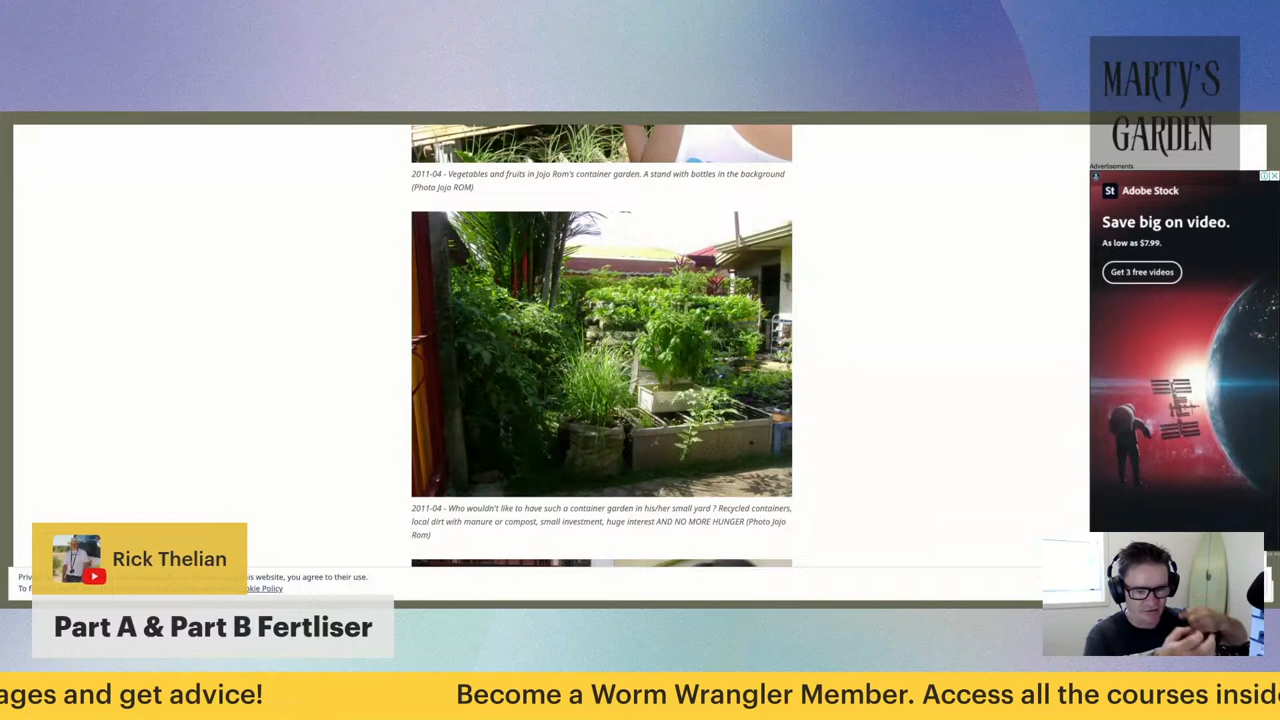 MARTY'S
GARDEN
Advertisements
St Adobe Stock
Save big on video.
As low as $7.99.
Get 3 free videos
2011-04 - Vegetables and fruits in Jojo Rom's container garden. A stand with bottles in the background
(Photo Jojo ROM)
2011-04 - Who wouldn't like to have such a container garden in his/her small yard ? Recycled containers,
local dirt with manure or compost, small investment, huge interest AND NO MORE HUNGER (Photo Jojo
Rom)
is website, you agree to their use.
To f
okie Policy
Rick Thelian
Part A & Part B Fertliser
ages and get advice!
Become a Worm Wrangler Member. Access all the courses insid